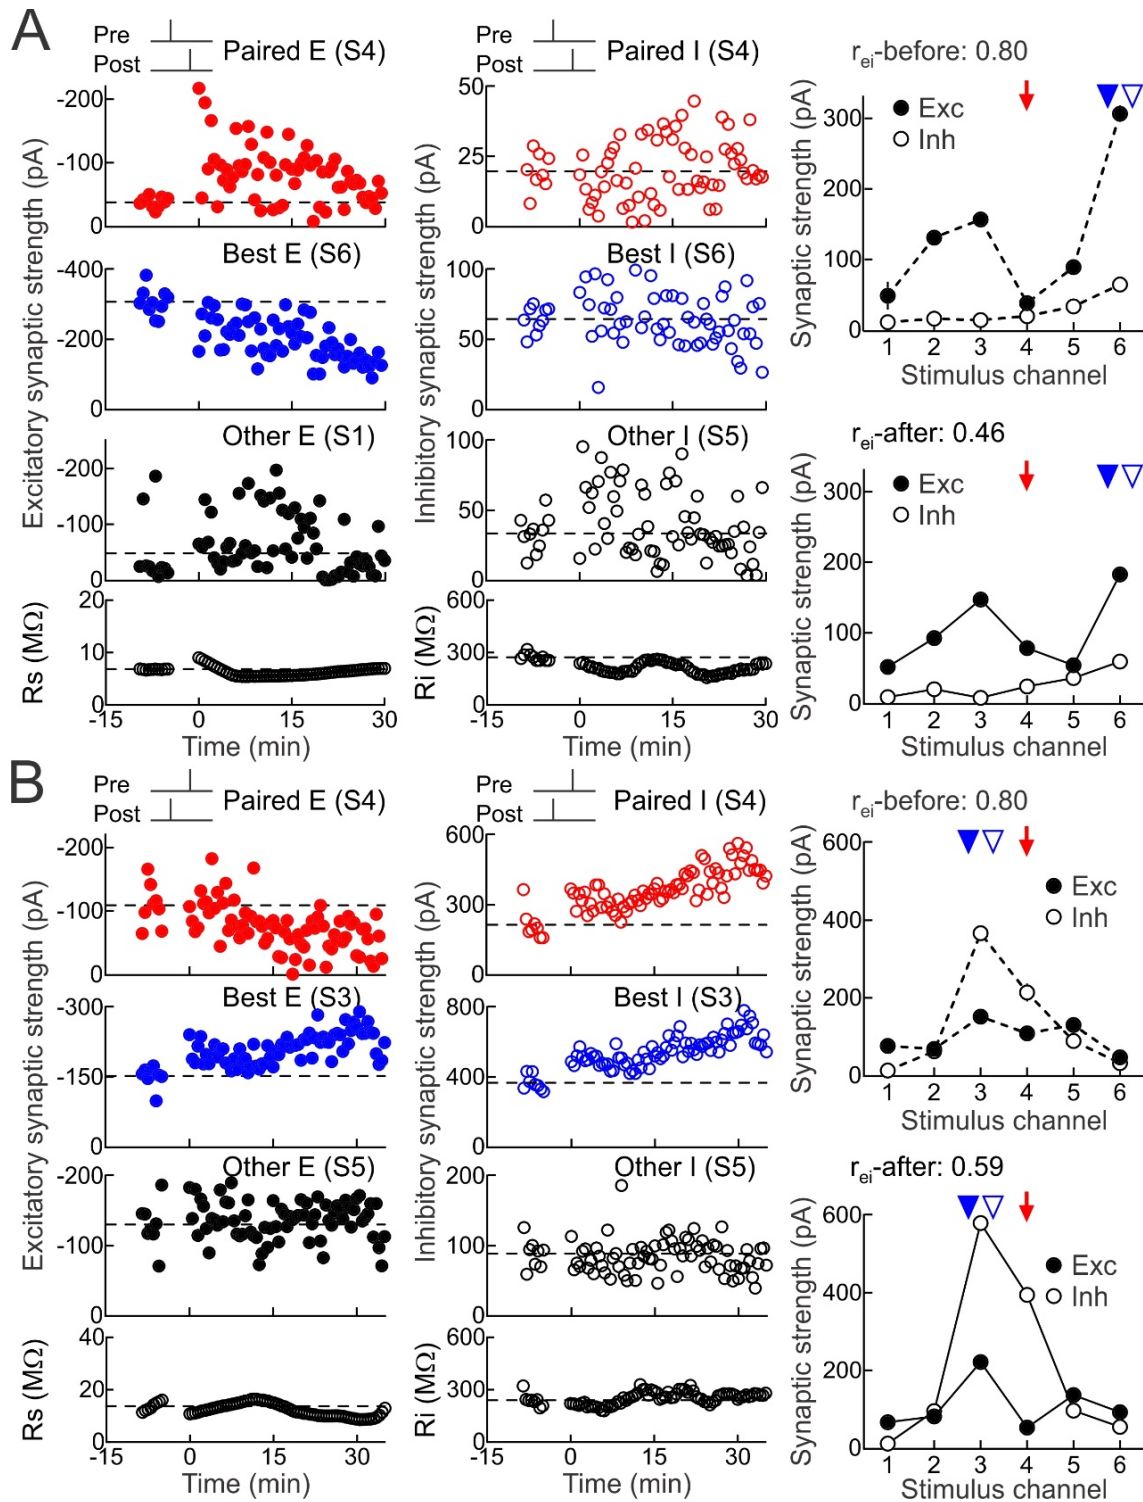 A
Pre
Post
Paired E (S4)
Paired I (S4)
r_ei-before: 0.80
-200
-100
0
50
25
0
Exc
Inh
300
200
100
0
1 2 3 4 5 6
Stimulus channel
Synaptic strength (pA)
Best E (S6)
Best I (S6)
-400
-200
0
100
50
0
Excitatory synaptic strength (pA)
Inhibitory synaptic strength (pA)
Other E (S1)
Other I (S5)
-200
-100
0
100
50
0
r_ei-after: 0.46
Exc
Inh
300
200
100
0
1 2 3 4 5 6
Stimulus channel
Synaptic strength (pA)
Rs (MΩ)
20
10
0
-15 0 15 30
Time (min)
Ri (MΩ)
600
300
0
-15 0 15 30
Time (min)
B
Pre
Post
Paired E (S4)
Pre
Post
Paired I (S4)
r_ei-before: 0.80
-200
-100
0
600
300
0
Exc
Inh
600
400
200
0
1 2 3 4 5 6
Stimulus channel
Synaptic strength (pA)
Best E (S3)
Best I (S3)
-300
-150
0
800
400
0
Excitatory synaptic strength (pA)
Inhibitory synaptic strength (pA)
Other E (S5)
Other I (S5)
-200
-100
0
200
100
0
r_ei-after: 0.59
Exc
Inh
600
400
200
0
1 2 3 4 5 6
Stimulus channel
Synaptic strength (pA)
Rs (MΩ)
40
20
0
-15 0 15 30
Time (min)
Ri (MΩ)
600
300
0
-15 0 15 30
Time (min)